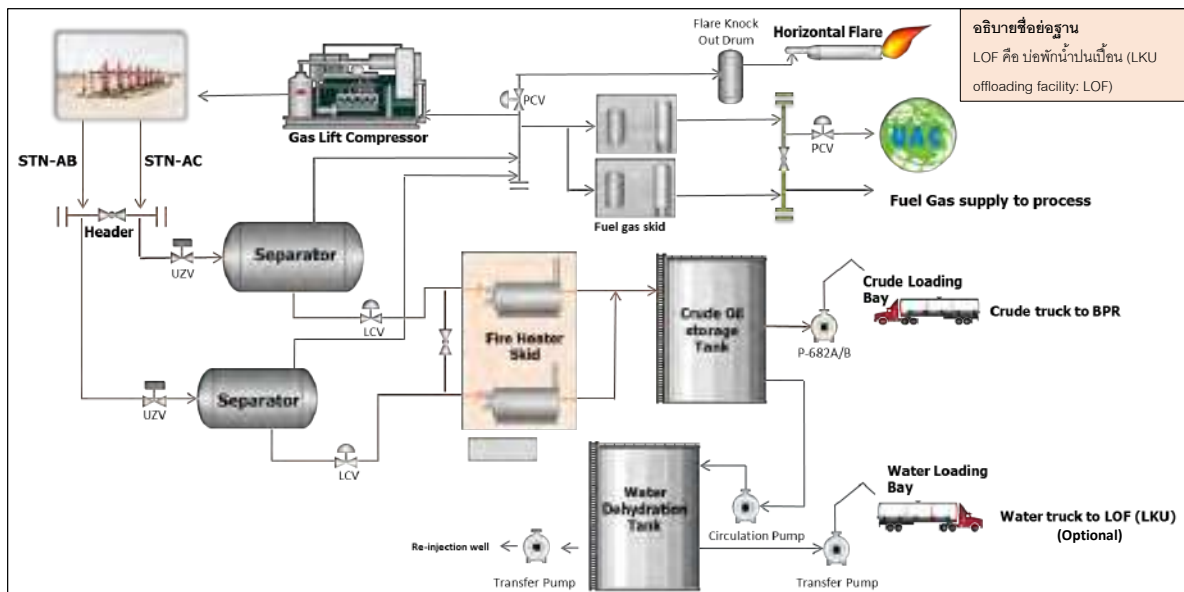 อธิบายชื่อย่อฐาน
LOF คือ บ่อพักน้ำปนเปื้อน (LKU
offloading facility: LOF)
Flare Knock
Out Drum
Horizontal Flare
PCV
Gas Lift Compressor
UAC
PCV
STN-AB
STN-AC
Fuel Gas supply to process
Fuel gas skid
Header
UZV
Separator
LCV
Fire Heater
Skid
Crude Oil
storage
Tank
Crude Loading
Bay
Crude truck to BPR
P-682A/B
UZV
Separator
LCV
Water
Dehydration
Tank
Circulation Pump
Water Loading
Bay
Water truck to LOF (LKU)
(Optional)
Re-injection well
Transfer Pump
Transfer Pump